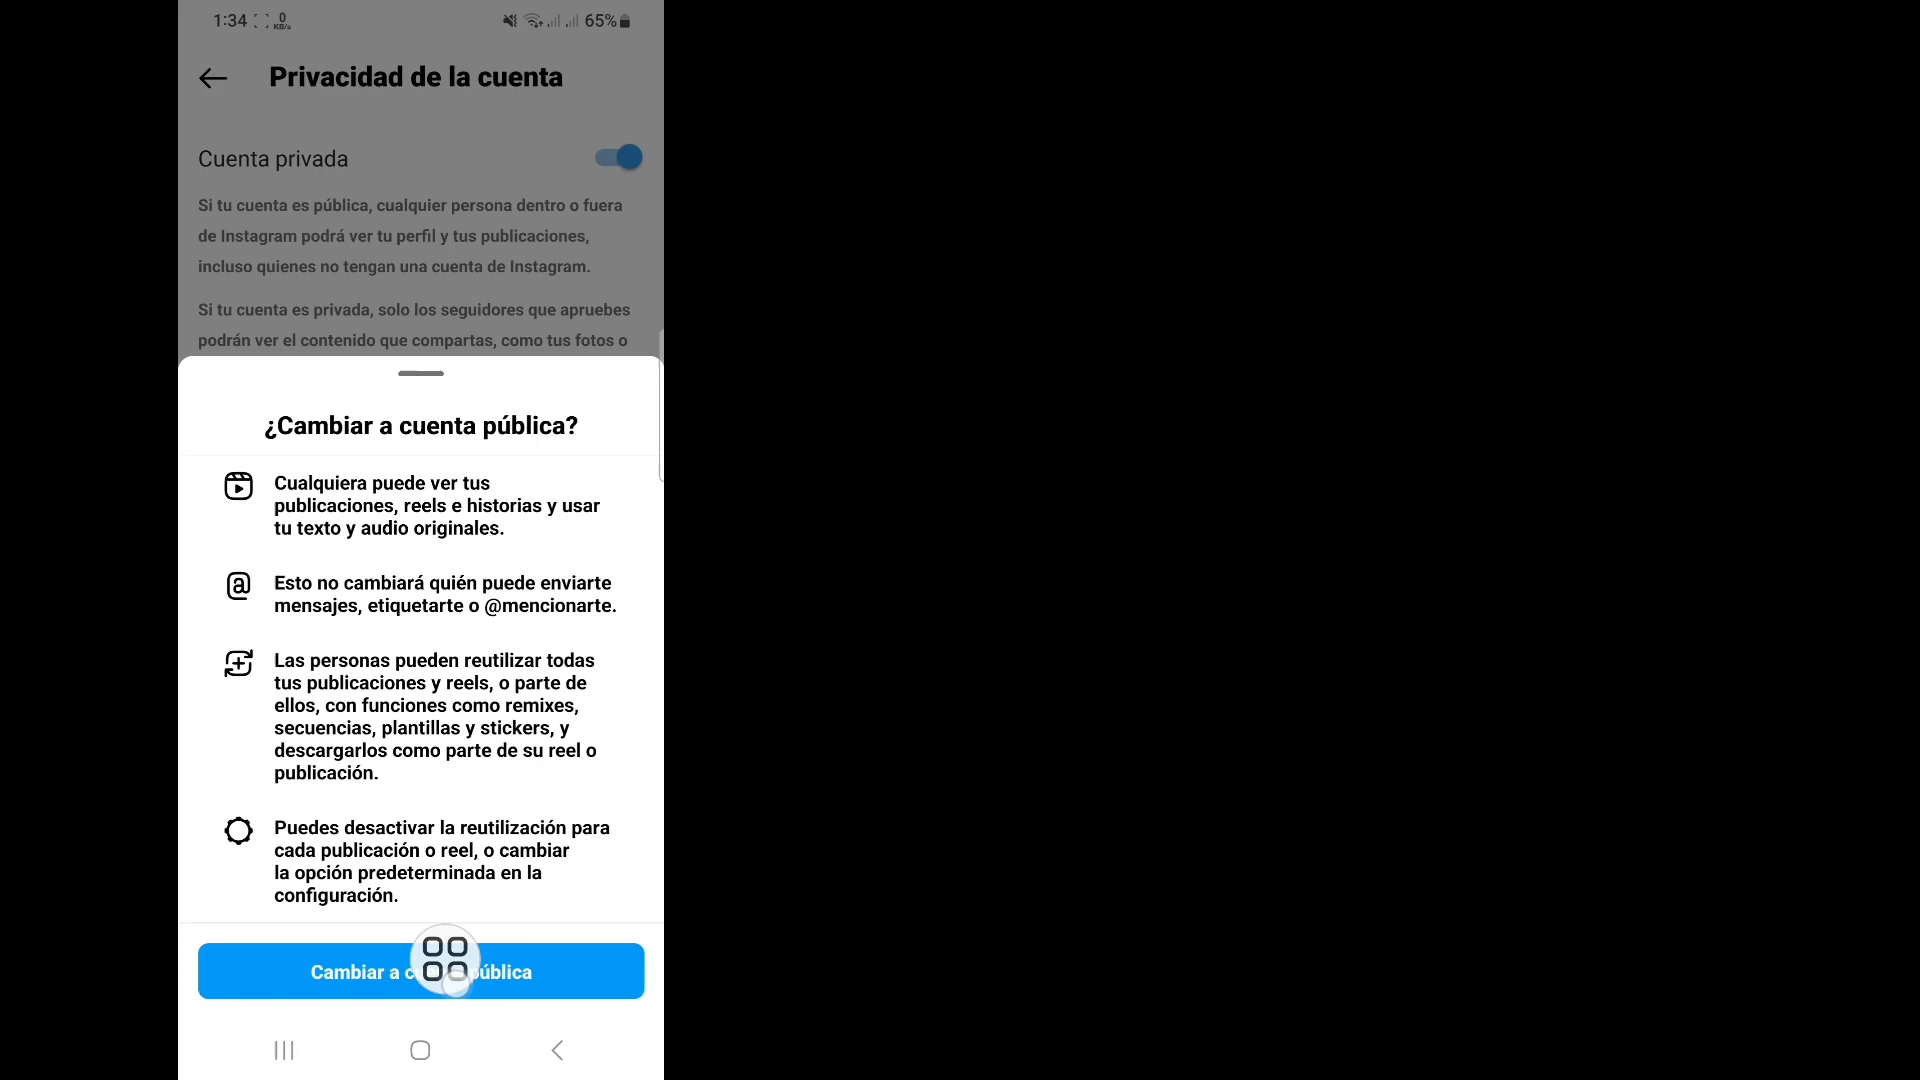 1:34 0 KB/s 65%
Privacidad de la cuenta
Cuenta privada
Si tu cuenta es pública, cualquier persona dentro o fuera
de Instagram podrá ver tu perfil y tus publicaciones,
incluso quienes no tengan una cuenta de Instagram.
Si tu cuenta es privada, solo los seguidores que apruebes
podrán ver el contenido que compartas, como tus fotos o
¿Cambiar a cuenta pública?
Cualquiera puede ver tus
publicaciones, reels e historias y usar
tu texto y audio originales.
Esto no cambiará quién puede enviarte
mensajes, etiquetarte o @mencionarte.
Las personas pueden reutilizar todas
tus publicaciones y reels, o parte de
ellos, con funciones como remixes,
secuencias, plantillas y stickers, y
descargarlos como parte de su reel o
publicación.
Puedes desactivar la reutilización para
cada publicación o reel, o cambiar
la opción predeterminada en la
configuración.
Cambiar a pública